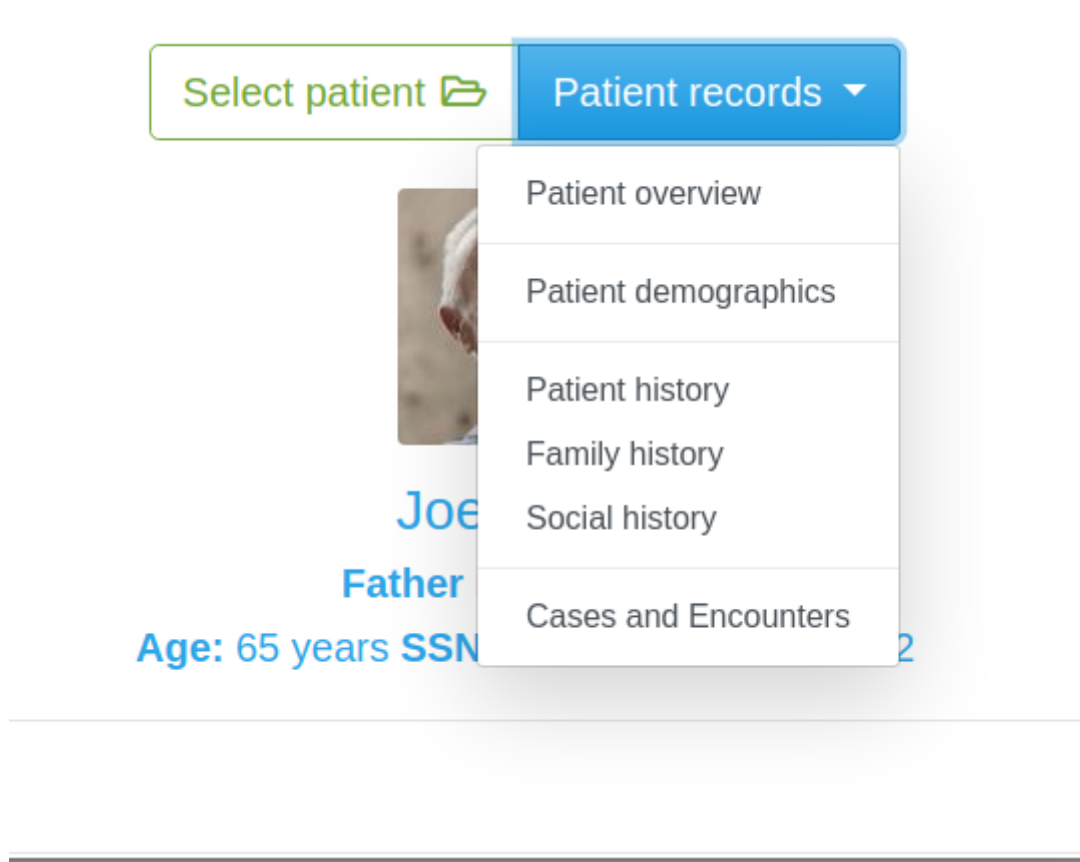 Select patient Patient records
Patient overview
Patient demographics
Patient history
Family history
Social history
Cases and Encounters
Joe
Father
Age: 65 years SSN 2